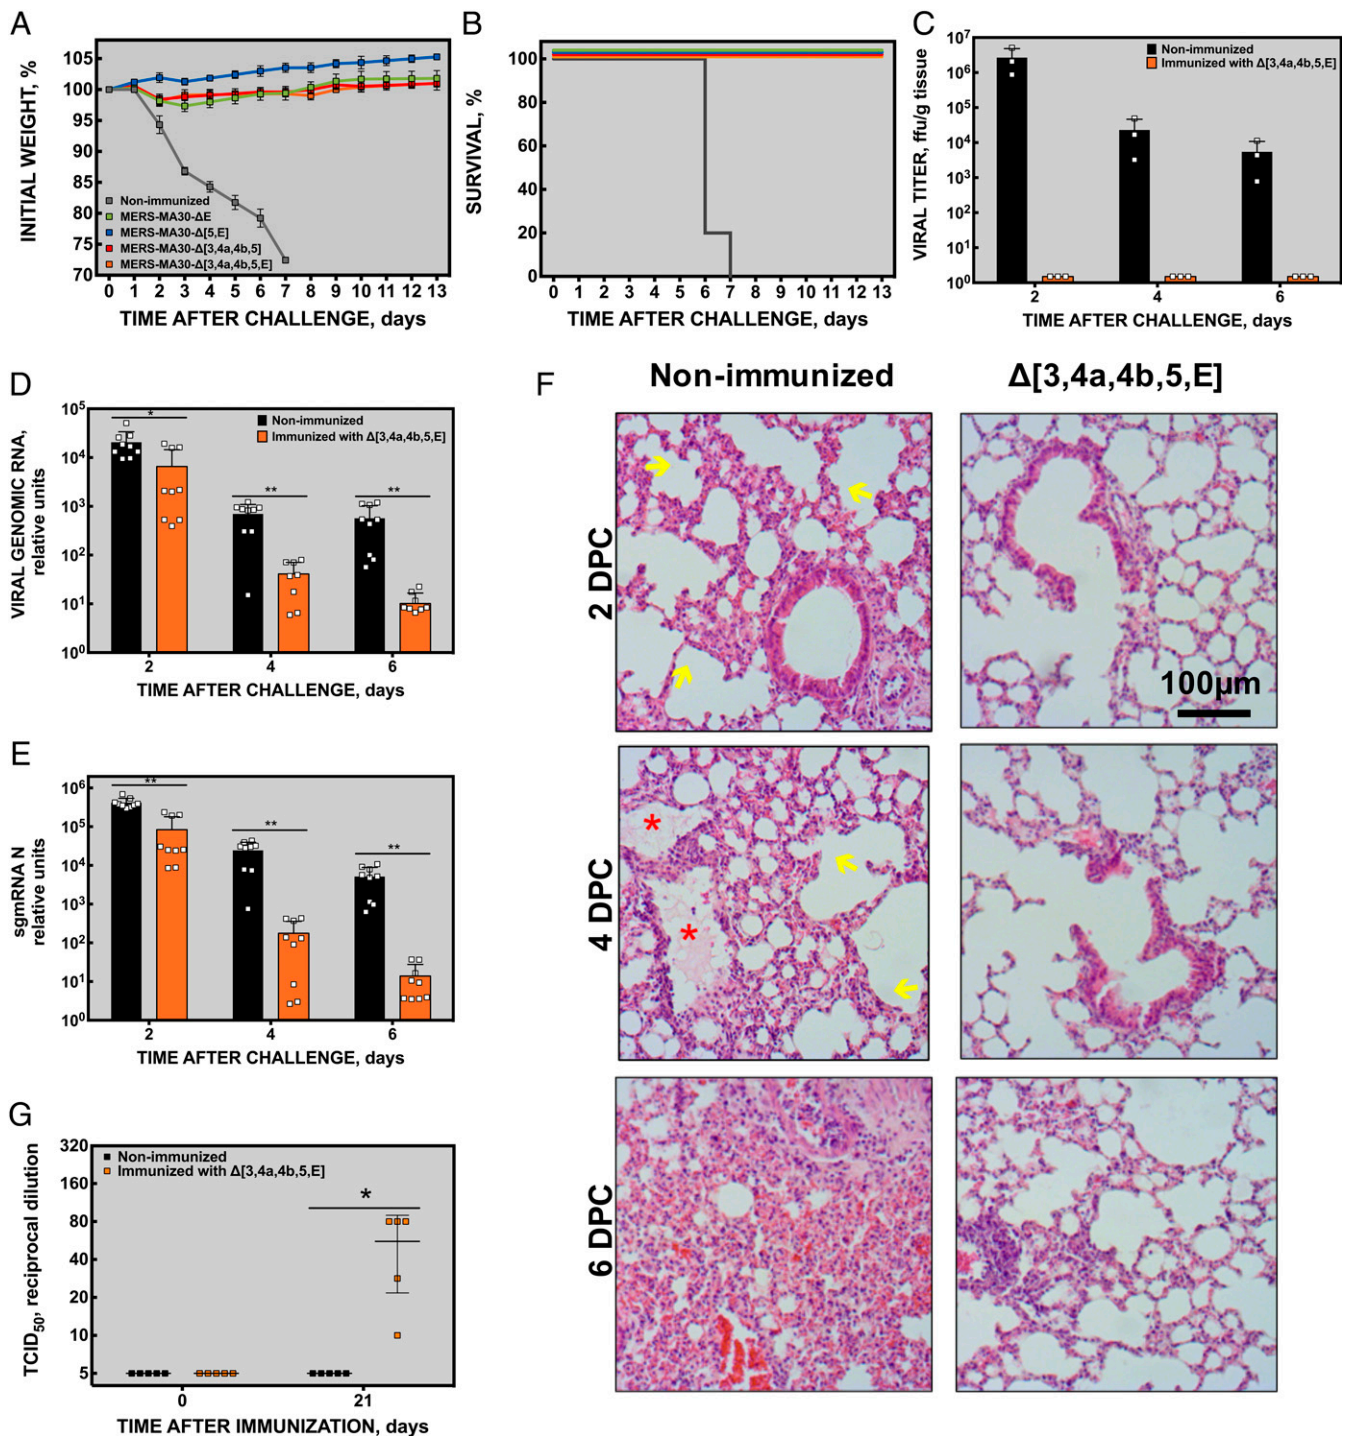 A
INITIAL WEIGHT, %
105
100
95
90
85
80
75
70
Non-immunized
MERS-MA30-ΔE
MERS-MA30-Δ[5,E]
MERS-MA30-Δ[3,4a,4b,5]
MERS-MA30-Δ[3,4a,4b,5,E]
0 1 2 3 4 5 6 7 8 9 10 11 12 13
TIME AFTER CHALLENGE, days
B
SURVIVAL, %
100
80
60
40
20
0
0 1 2 3 4 5 6 7 8 9 10 11 12 13
TIME AFTER CHALLENGE, days
C
VIRAL TITER, ffu/g tissue
10⁷
10⁶
10⁵
10⁴
10³
10²
10¹
10⁰
Non-immunized
Immunized with Δ[3,4a,4b,5,E]
2 4 6
TIME AFTER CHALLENGE, days
D
VIRAL GENOMIC RNA,
relative units
10⁵
10⁴
10³
10²
10¹
10⁰
Non-immunized
Immunized with Δ[3,4a,4b,5,E]
*
**
**
2 4 6
TIME AFTER CHALLENGE, days
E
sgmRNA N
relative units
10⁶
10⁵
10⁴
10³
10²
10¹
10⁰
**
**
**
2 4 6
TIME AFTER CHALLENGE, days
F
Non-immunized
Δ[3,4a,4b,5,E]
2 DPC
100µm
4 DPC
*
*
6 DPC
G
TCID₅₀, reciprocal dilution
320
160
80
40
20
10
5
Non-immunized
Immunized with Δ[3,4a,4b,5,E]
*
0 21
TIME AFTER IMMUNIZATION, days